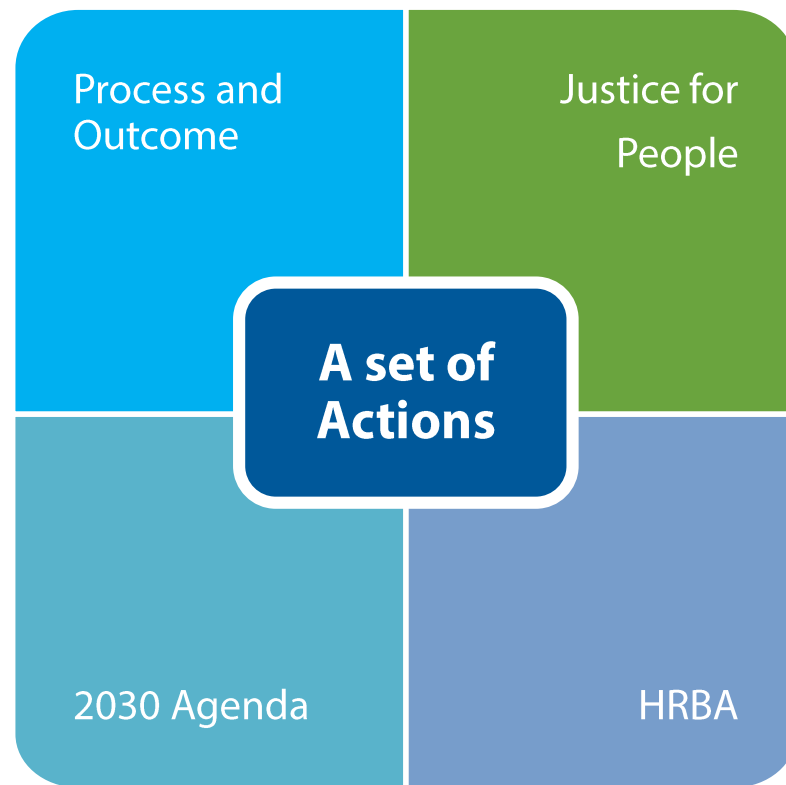 Process and
Outcome
Justice for
People
A set of
Actions
2030 Agenda
HRBA